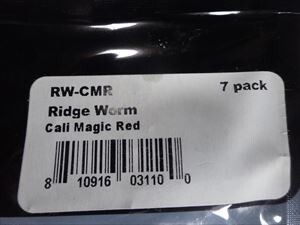 RW-CMR 7 pack
Ridge Worm
Cali Magic Red
8 10916 03110 0